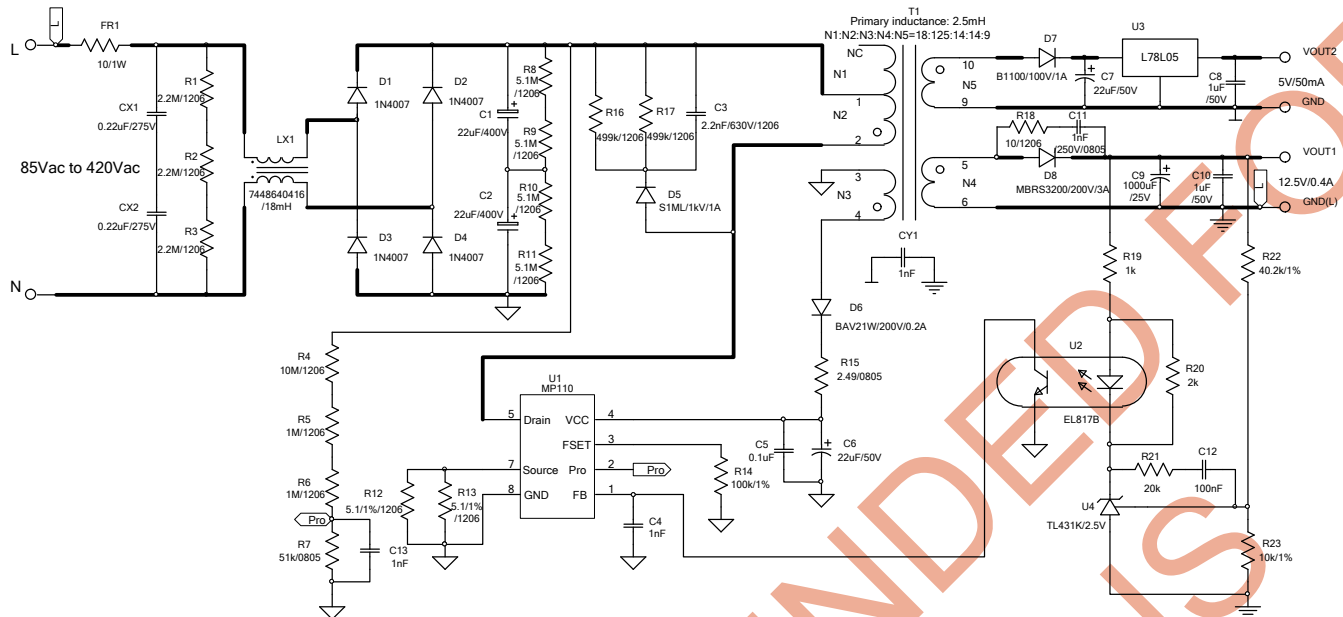 T1
Primary inductance: 2.5mH
N1:N2:N3:N4:N5=18:125:14:14:9
L
L
FR1
10/1W
R1
2.2M/1206
CX1
0.22uF/275V
R2
2.2M/1206
85Vac to 420Vac
CX2
0.22uF/275V
R3
2.2M/1206
N
LX1
7448640416
/18mH
D1
1N4007
D2
1N4007
D3
1N4007
D4
1N4007
C1
22uF/400V
C2
22uF/400V
R8
5.1M
/1206
R9
5.1M
/1206
R10
5.1M
/1206
R11
5.1M
/1206
R16
499k/1206
R17
499k/1206
C3
2.2nF/630V/1206
D5
S1ML/1kV/1A
NC
N1
1
N2
2
3
N3
4
10
N5
9
5
N4
6
D7
B1100/100V/1A
C7
22uF/50V
U3
L78L05
C8
1uF
/50V
VOUT2
5V/50mA
GND
R18
10/1206
C11
1nF
/250V/0805
D8
MBRS3200/200V/3A
C9
1000uF
/25V
C10
1uF
/50V
L
VOUT1
12.5V/0.4A
GND(L)
CY1
1nF
D6
BAV21W/200V/0.2A
R15
2.49/0805
R19
1k
R22
40.2k/1%
U2
EL817B
R20
2k
R21
20k
C12
100nF
U4
TL431K/2.5V
R23
10k/1%
R4
10M/1206
R5
1M/1206
R6
1M/1206
Pro
R7
51k/0805
C13
1nF
R12
5.1/1%/1206
R13
5.1/1%
/1206
U1
MP110
5 Drain VCC 4
FSET 3
7 Source Pro 2
8 GND FB 1
Pro
R14
100k/1%
C4
1nF
C5
0.1uF
C6
22uF/50V
NDED FO
IS